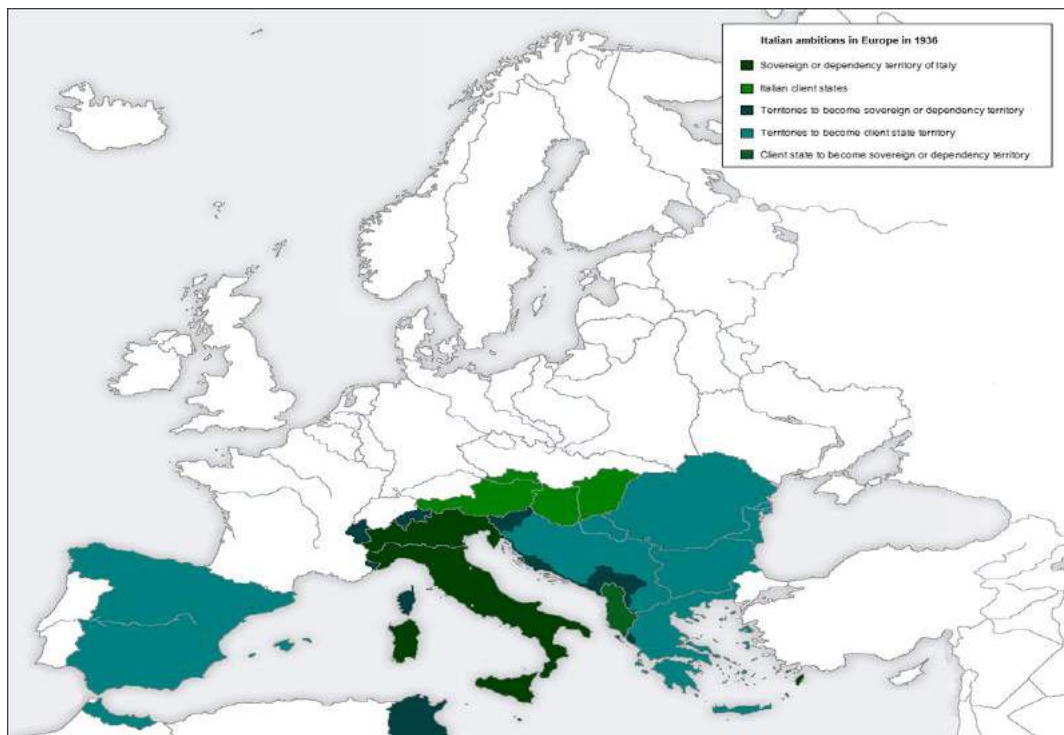 Italian ambitions in Europe in 1936
Sovereign or dependency territory of Italy
Italian client states
Territories to become sovereign or dependency territory
Territories to become client state territory
Client state to become sovereign or dependency territory